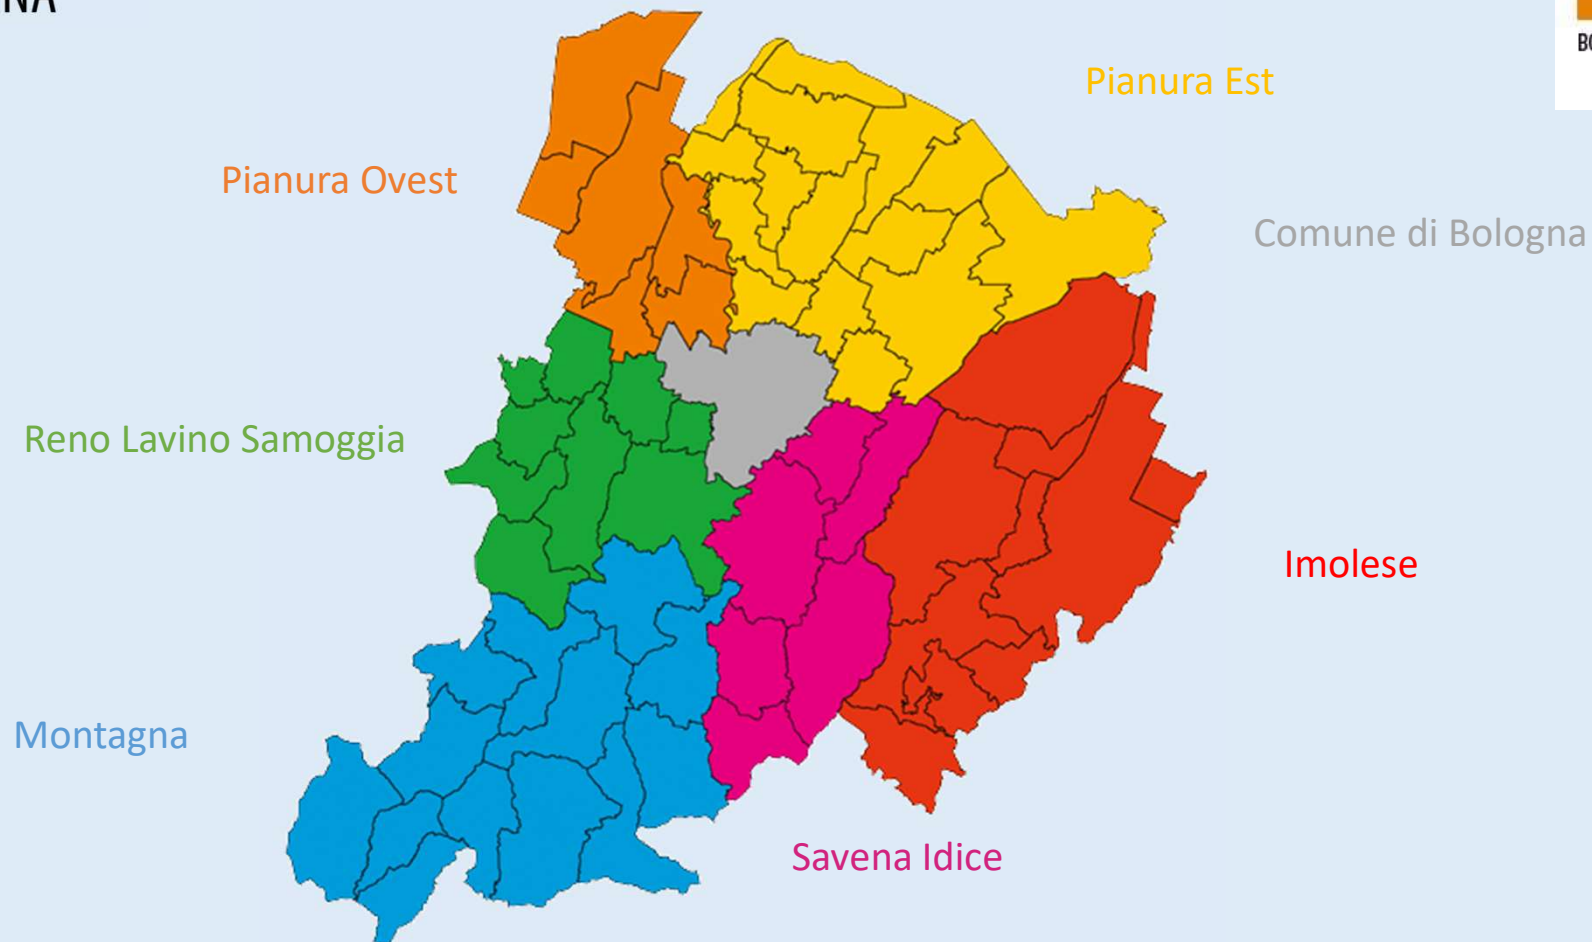 Pianura Est
Pianura Ovest
Comune di Bologna
Reno Lavino Samoggia
Imolese
Montagna
Savena Idice